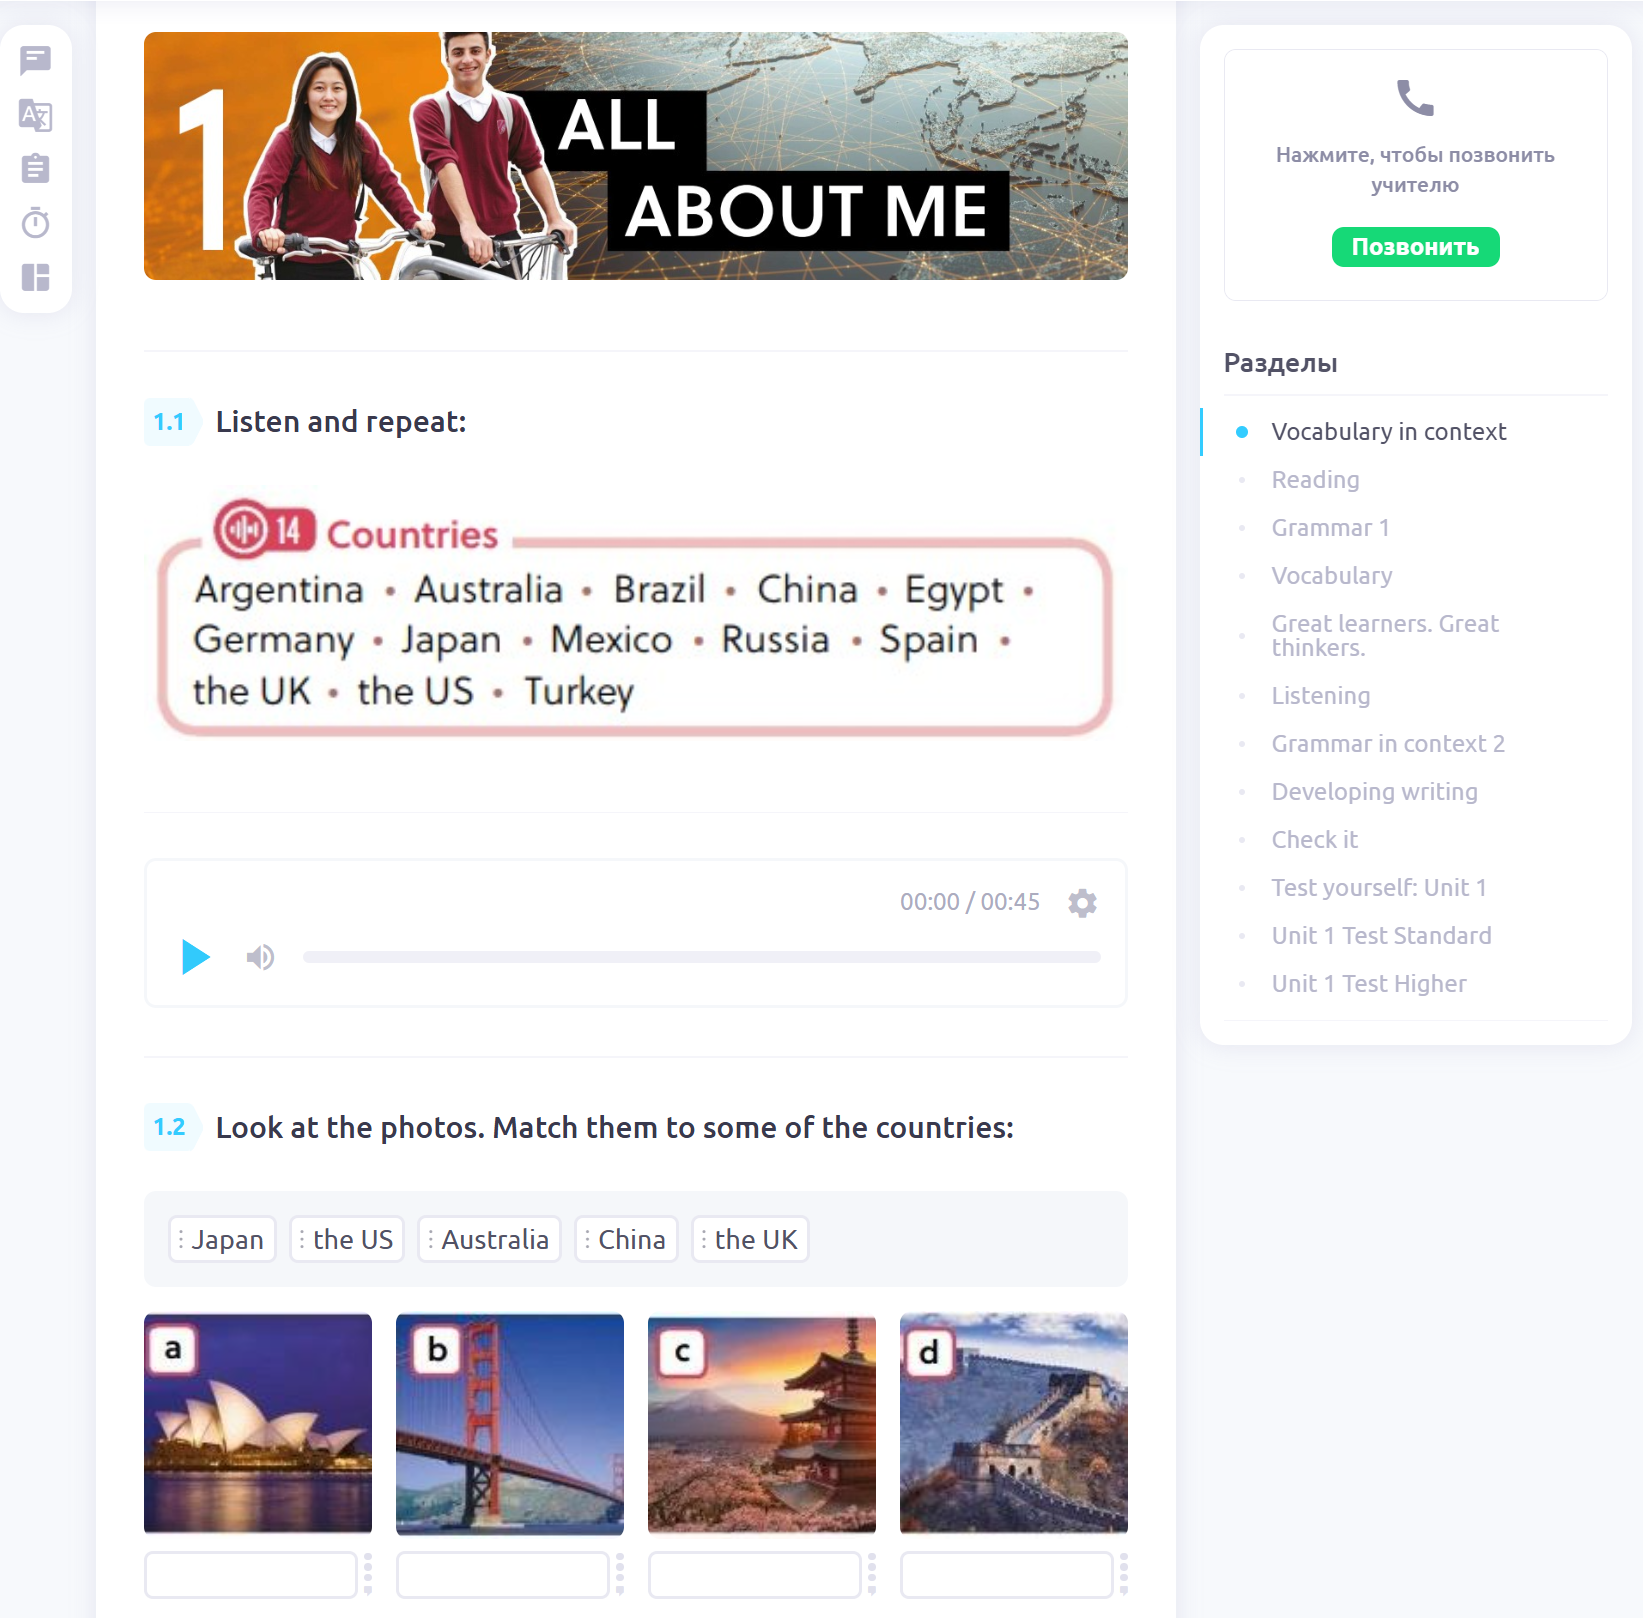 1
ALL
ABOUT ME
1.1 Listen and repeat:
14 Countries
Argentina • Australia • Brazil • China • Egypt •
Germany • Japan • Mexico • Russia • Spain •
the UK • the US • Turkey
00:00 / 00:45
1.2 Look at the photos. Match them to some of the countries:
Japan the US Australia China the UK
a b c d
Нажмите, чтобы позвонить
учителю
Позвонить
Разделы
Vocabulary in context
Reading
Grammar 1
Vocabulary
Great learners. Great
thinkers.
Listening
Grammar in context 2
Developing writing
Check it
Test yourself: Unit 1
Unit 1 Test Standard
Unit 1 Test Higher